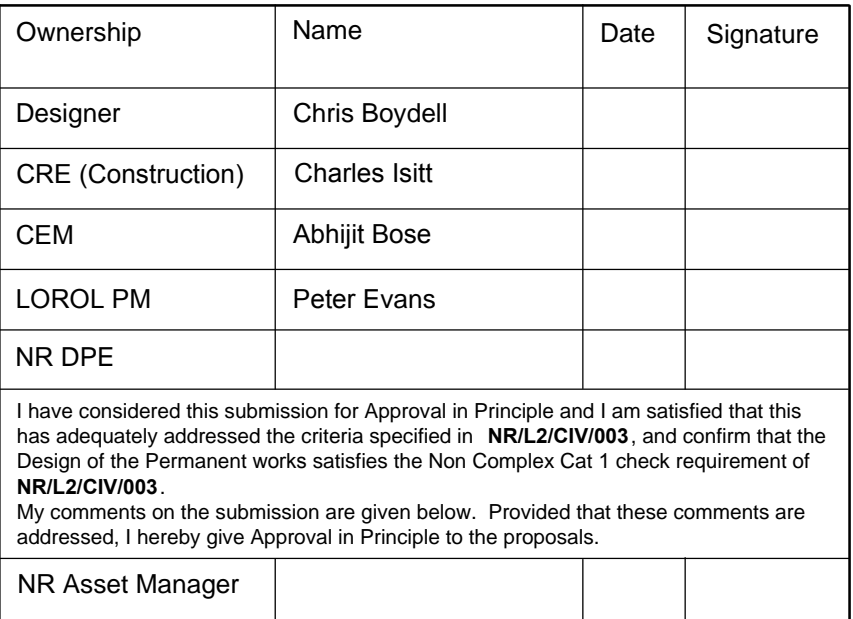 Ownership Name Date Signature
Designer Chris Boydell
CRE (Construction) Charles Isitt
CEM Abhijit Bose
LOROL PM Peter Evans
NR DPE
I have considered this submission for Approval in Principle and I am satisfied that this
has adequately addressed the criteria specified in NR/L2/CIV/003, and confirm that the
Design of the Permanent works satisfies the Non Complex Cat 1 check requirement of
NR/L2/CIV/003.
My comments on the submission are given below. Provided that these comments are
addressed, I hereby give Approval in Principle to the proposals.
NR Asset Manager